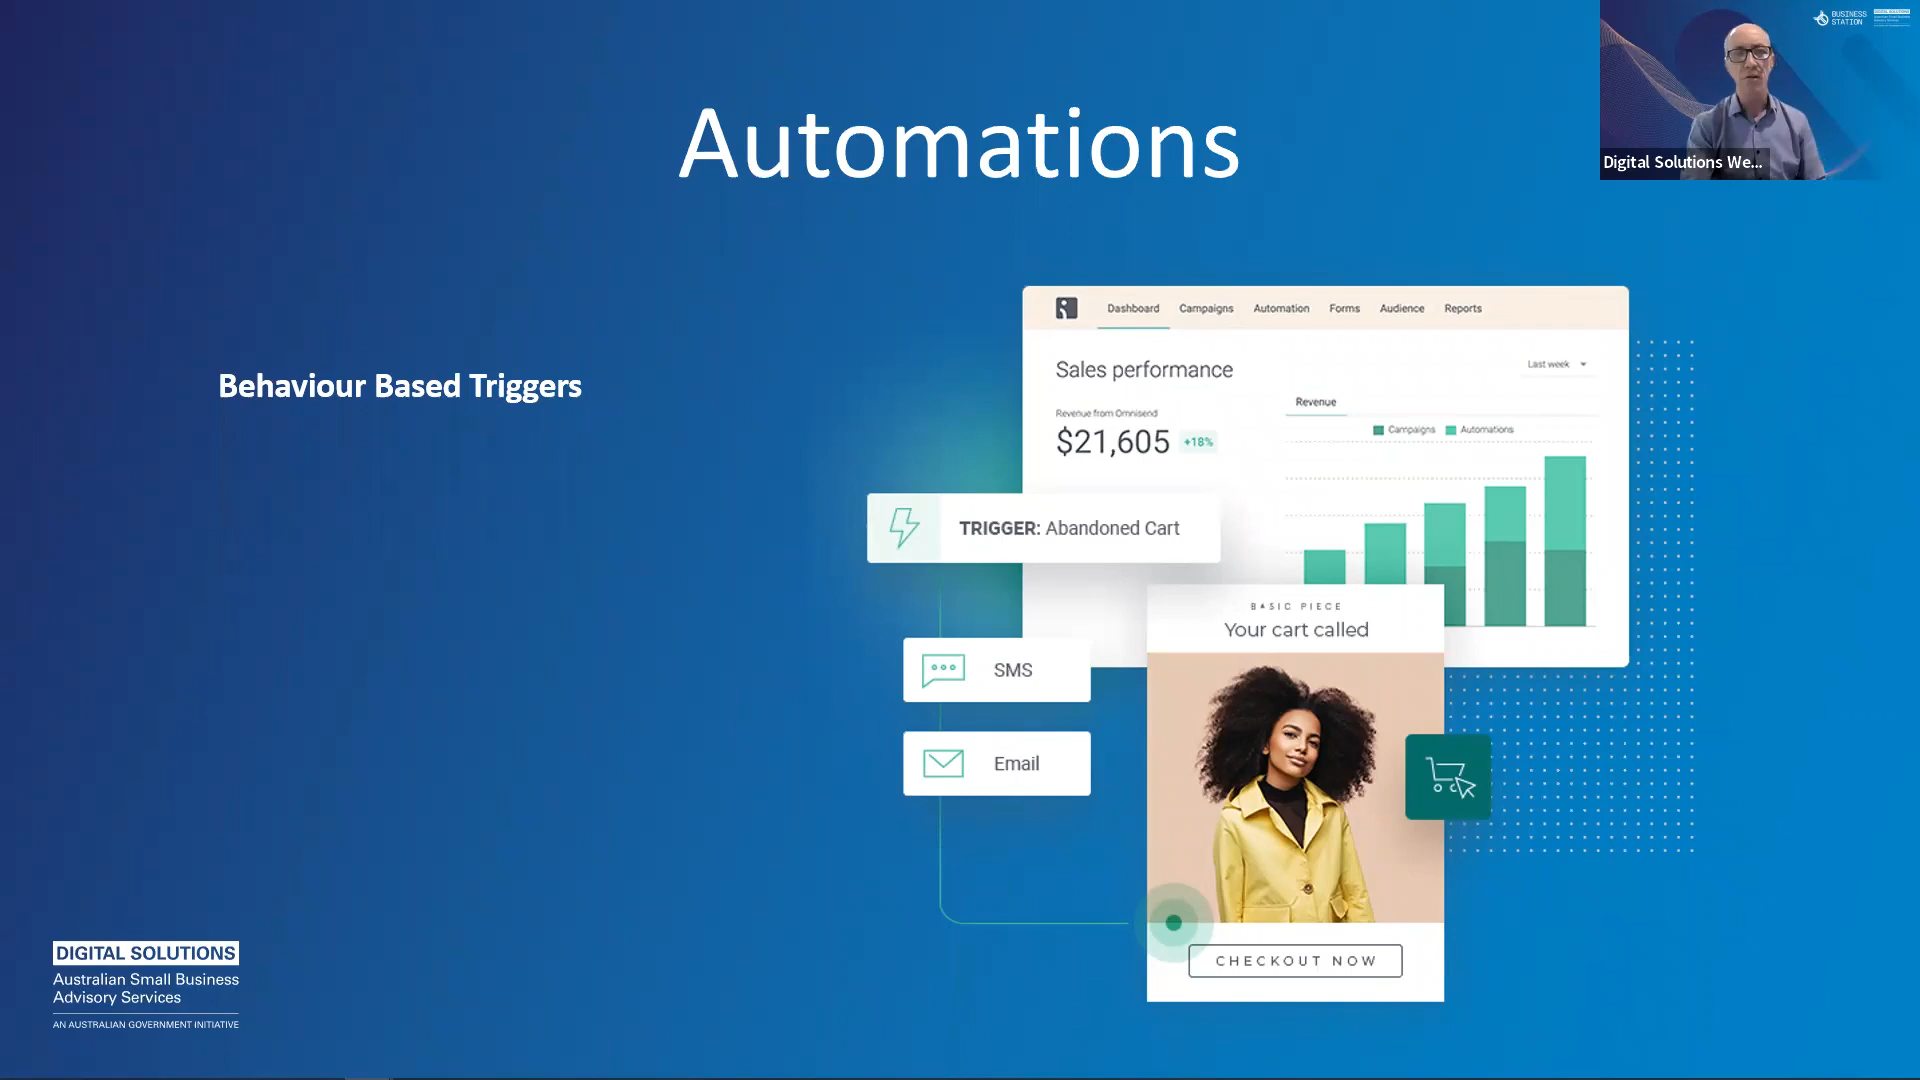 BUSINESS
STATION
Digital Solutions We...
Automations
Behaviour Based Triggers
Dashboard Campaigns Automation Forms Audience Reports
Sales performance
Last week
Revenue from Omnisend
$21,605 +18%
Revenue
Campaigns Automations
TRIGGER: Abandoned Cart
SMS
Email
BASIC PIECE
Your cart called
CHECKOUT NOW
DIGITAL SOLUTIONS
Australian Small Business
Advisory Services
AN AUSTRALIAN GOVERNMENT INITIATIVE